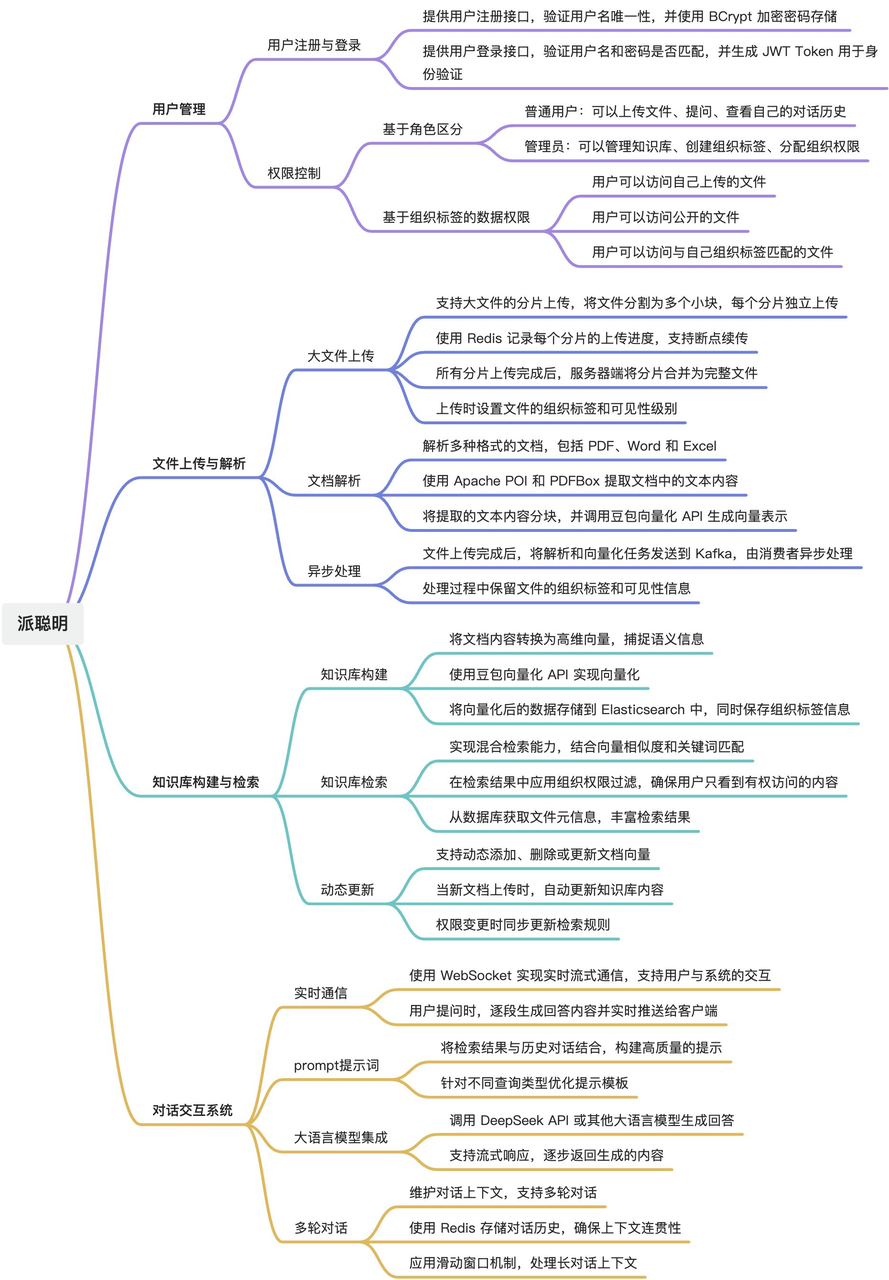 派聪明
用户管理
用户注册与登录
提供用户注册接口，验证用户名唯一性，并使用 BCrypt 加密密码存储
提供用户登录接口，验证用户名和密码是否匹配，并生成 JWT Token 用于身
份验证
权限控制
基于角色区分
普通用户：可以上传文件、提问、查看自己的对话历史
管理员：可以管理知识库、创建组织标签、分配组织权限
基于组织标签的数据权限
用户可以访问自己上传的文件
用户可以访问公开的文件
用户可以访问与自己组织标签匹配的文件
文件上传与解析
大文件上传
支持大文件的分片上传，将文件分割为多个小块，每个分片独立上传
使用 Redis 记录每个分片的上传进度，支持断点续传
所有分片上传完成后，服务器端将分片合并为完整文件
上传时设置文件的组织标签和可见性级别
文档解析
解析多种格式的文档，包括 PDF、Word 和 Excel
使用 Apache POI 和 PDFBox 提取文档中的文本内容
将提取的文本内容分块，并调用豆包向量化 API 生成向量表示
异步处理
文件上传完成后，将解析和向量化任务发送到 Kafka，由消费者异步处理
处理过程中保留文件的组织标签和可见性信息
知识库构建与检索
知识库构建
将文档内容转换为高维向量，捕捉语义信息
使用豆包向量化 API 实现向量化
将向量化后的数据存储到 Elasticsearch 中，同时保存组织标签信息
知识库检索
实现混合检索能力，结合向量相似度和关键词匹配
在检索结果中应用组织权限过滤，确保用户只看到有权访问的内容
从数据库获取文件元信息，丰富检索结果
动态更新
支持动态添加、删除或更新文档向量
当新文档上传时，自动更新知识库内容
权限变更时同步更新检索规则
对话交互系统
实时通信
使用 WebSocket 实现实时流式通信，支持用户与系统的交互
用户提问时，逐段生成回答内容并实时推送给客户端
prompt提示词
将检索结果与历史对话结合，构建高质量的提示
针对不同查询类型优化提示模板
大语言模型集成
调用 DeepSeek API 或其他大语言模型生成回答
支持流式响应，逐步返回生成的内容
多轮对话
维护对话上下文，支持多轮对话
使用 Redis 存储对话历史，确保上下文连贯性
应用滑动窗口机制，处理长对话上下文